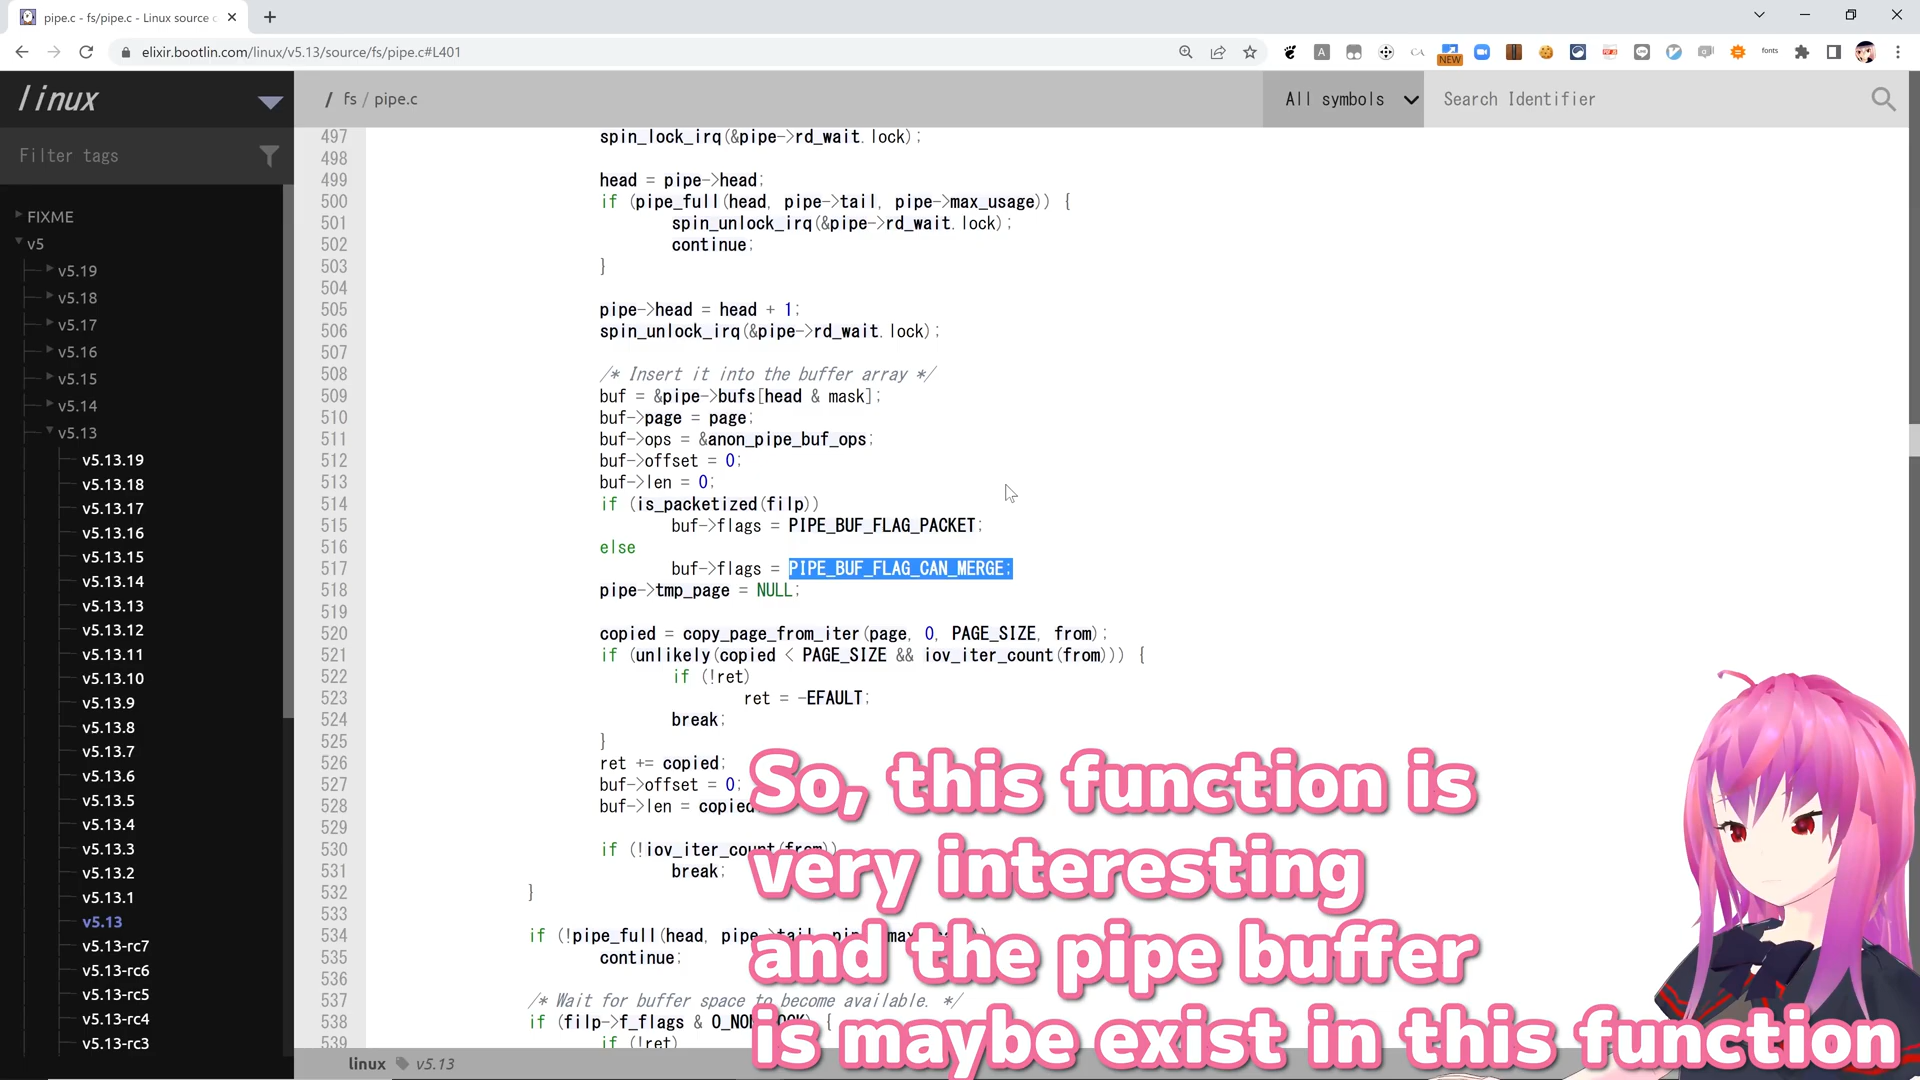 pipe.c - fs/pipe.c - Linux source c
elixir.bootlin.com/linux/v5.13/source/fs/pipe.c#L401
NEW
fonts
linux
/ fs / pipe.c
All symbols
Search Identifier
Filter tags
FIXME
v5
v5.19
v5.18
v5.17
v5.16
v5.15
v5.14
v5.13
v5.13.19
v5.13.18
v5.13.17
v5.13.16
v5.13.15
v5.13.14
v5.13.13
v5.13.12
v5.13.11
v5.13.10
v5.13.9
v5.13.8
v5.13.7
v5.13.6
v5.13.5
v5.13.4
v5.13.3
v5.13.2
v5.13.1
v5.13
v5.13-rc7
v5.13-rc6
v5.13-rc5
v5.13-rc4
v5.13-rc3
497 spin_lock_irq(&pipe->rd_wait.lock);
498
499 head = pipe->head;
500 if (pipe_full(head, pipe->tail, pipe->max_usage)) {
501 spin_unlock_irq(&pipe->rd_wait.lock);
502 continue;
503 }
504
505 pipe->head = head + 1;
506 spin_unlock_irq(&pipe->rd_wait.lock);
507
508 /* Insert it into the buffer array */
509 buf = &pipe->bufs[head & mask];
510 buf->page = page;
511 buf->ops = &anon_pipe_buf_ops;
512 buf->offset = 0;
513 buf->len = 0;
514 if (is_packetized(filp))
515 buf->flags = PIPE_BUF_FLAG_PACKET;
516 else
517 buf->flags = PIPE_BUF_FLAG_CAN_MERGE;
518 pipe->tmp_page = NULL;
519
520 copied = copy_page_from_iter(page, 0, PAGE_SIZE, from);
521 if (unlikely(copied < PAGE_SIZE && iov_iter_count(from))) {
522 if (!ret)
523 ret = -EFAULT;
524 break;
525 }
526 ret += copied;
527 buf->offset = 0;
528 buf->len = copied
529
530 if (!iov_iter_count(from))
531 break;
532 }
533
534 if (!pipe_full(head, pipe->tail,
535 continue;
536
537 /* Wait for buffer space to become available. */
538 if (filp->f_flags & O_NONBLOCK) {
539 if (!ret)
So, this function is
very interesting
and the pipe buffer
is maybe exist in this function
linux v5.13